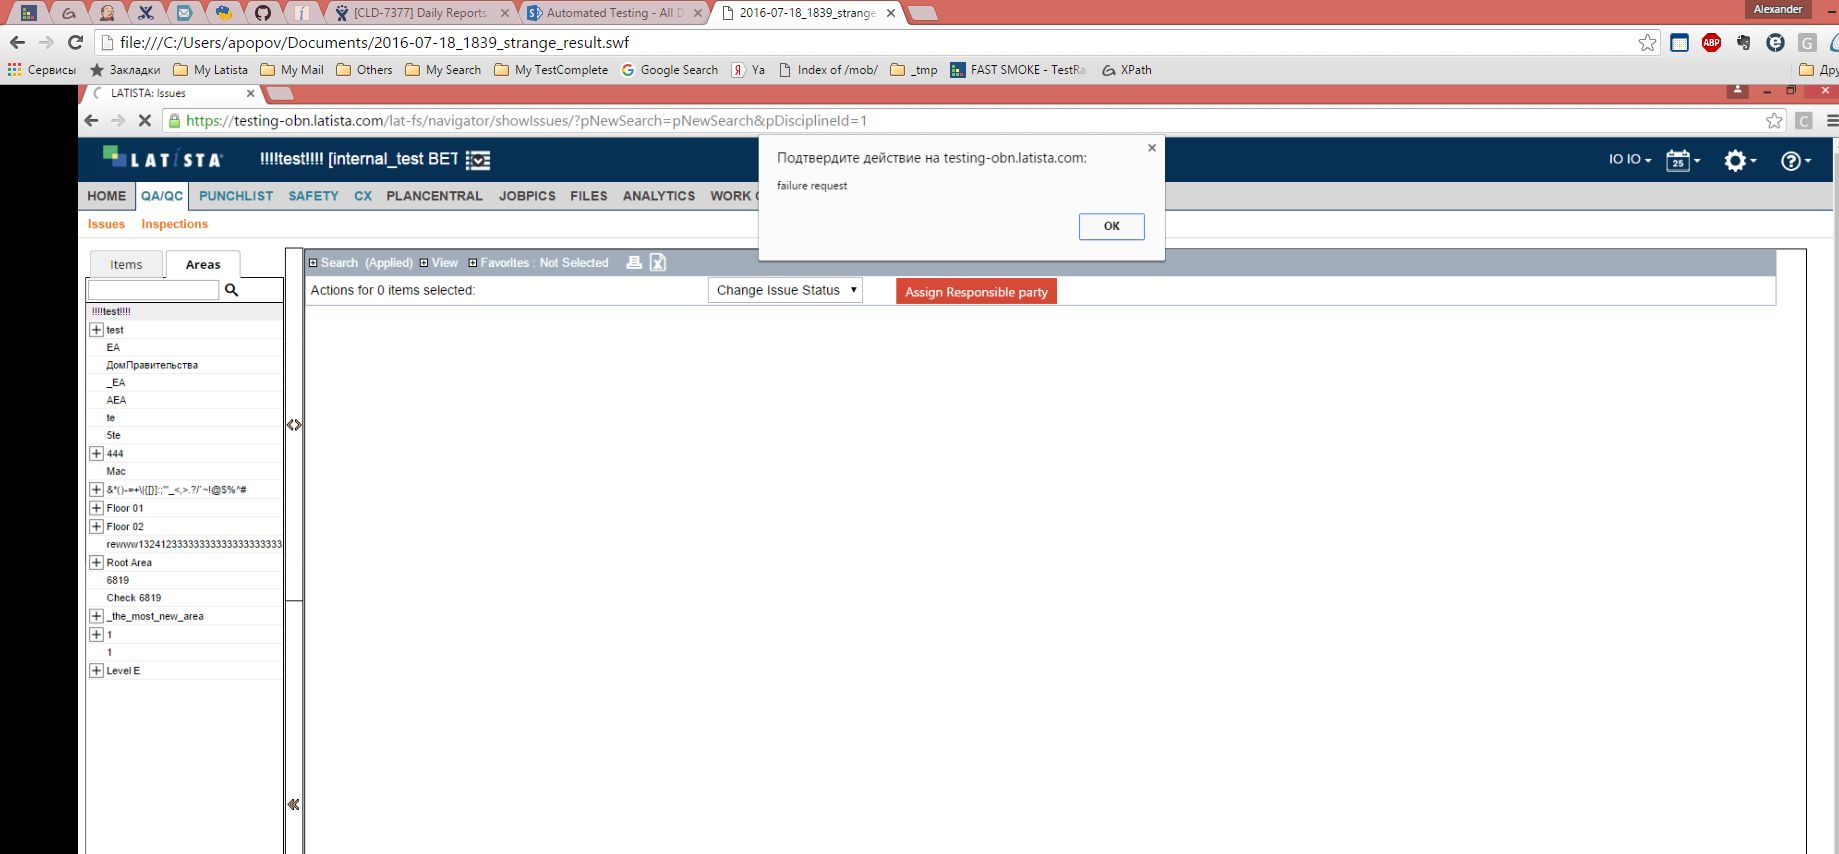 Alexander
[CLD-7377] Daily Reports
Automated Testing - All D
2016-07-18_1839_strange
file:///C:/Users/apopov/Documents/2016-07-18_1839_strange_result.swf
ABP
G
Сервисы
Закладки
My Latista
My Mail
Others
My Search
My TestComplete
Google Search
Ya
Index of /mob/
_tmp
FAST SMOKE - TestRa
XPath
Дру
LATISTA: Issues
https://testing-obn.latista.com/lat-fs/navigator/showIssues/?pNewSearch=pNewSearch&pDisciplineId=1
C
LATISTA
!!!!test!!!! [internal_test BET
Подтвердите действие на testing-obn.latista.com:
failure request
OK
IO IO
25
HOME
QA/QC
PUNCHLIST
SAFETY
CX
PLANCENTRAL
JOBPICS
FILES
ANALYTICS
WORK
Issues
Inspections
Items
Areas
Search (Applied)
View
Favorites : Not Selected
Actions for 0 items selected:
Change Issue Status
Assign Responsible party
!!!!test!!!!
test
EA
ДомПравительства
_EA
AEA
te
5te
444
Mac
Floor 01
Floor 02
Root Area
6819
Check 6819
_the_most_new_area
1
1
Level E